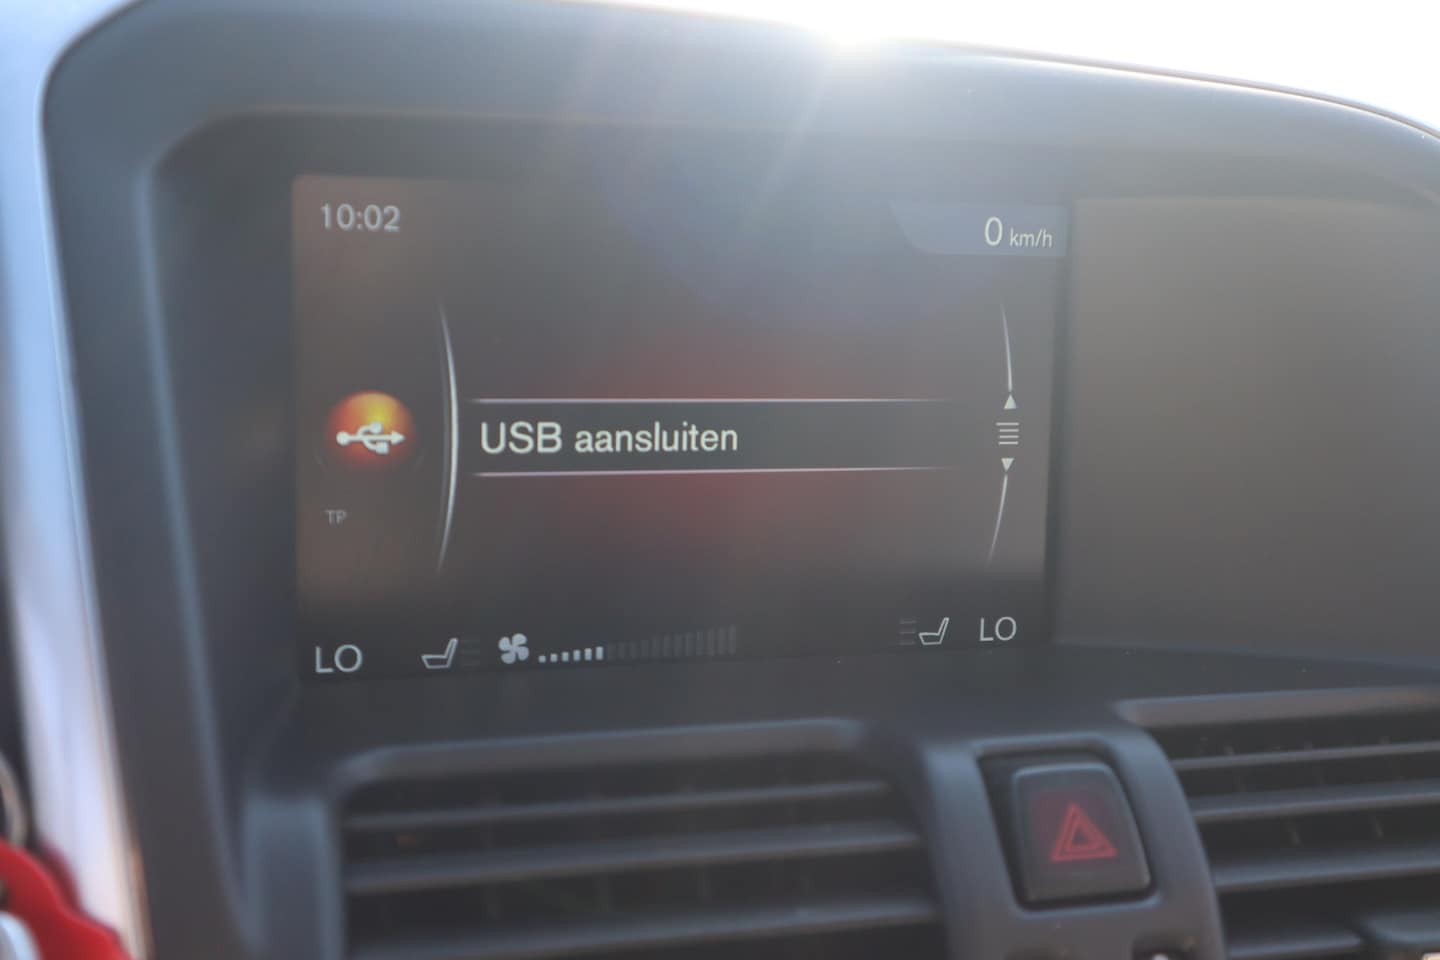 10:02
0 km/h
USB aansluiten
TP
LO
LO